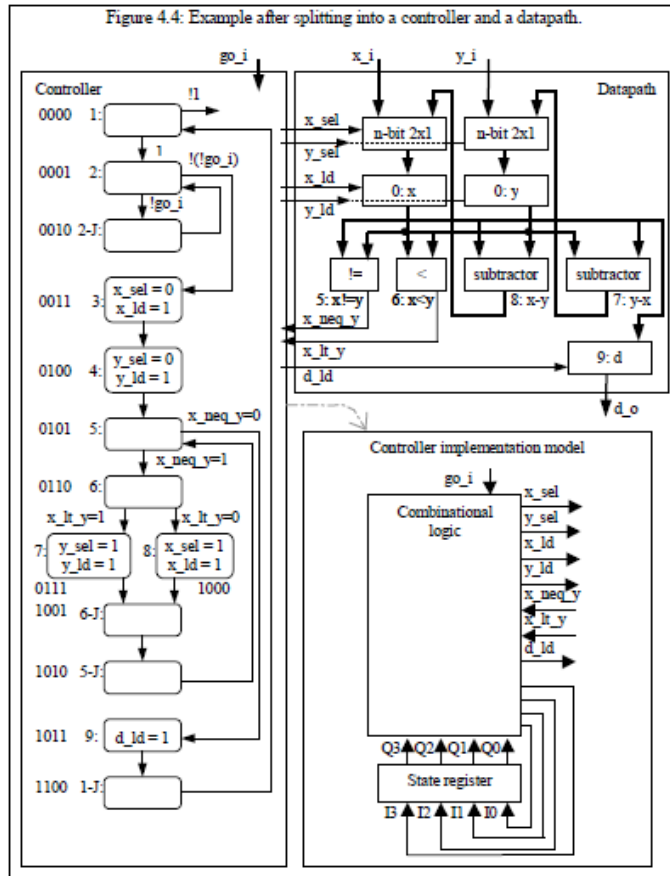 Figure 4.4: Example after splitting into a controller and a datapath.
go_i
Controller
0000 1:
!1
1
0001 2:
!(!go_i)
!go_i
0010 2-J:
0011 3:
x_sel = 0
x_ld = 1
0100 4:
y_sel = 0
y_ld = 1
0101 5:
x_neq_y=0
x_neq_y=1
0110 6:
x_lt_y=1 x_lt_y=0
7:
y_sel = 1
y_ld = 1
8:
x_sel = 1
x_ld = 1
0111 1000
1001 6-J:
1010 5-J:
1011 9:
d_ld = 1
1100 1-J:
x_i y_i
Datapath
x_sel
y_sel
n-bit 2x1 n-bit 2x1
x_ld
y_ld
0: x 0: y
!= < subtractor subtractor
5: x!=y 6: x<y 8: x-y 7: y-x
x_neq_y
x_lt_y
d_ld
9: d
d_o
Controller implementation model
go_i
Combinational
logic
x_sel
y_sel
x_ld
y_ld
x_neq_y
x_lt_y
d_ld
Q3 Q2 Q1 Q0
State register
I3 I2 I1 I0